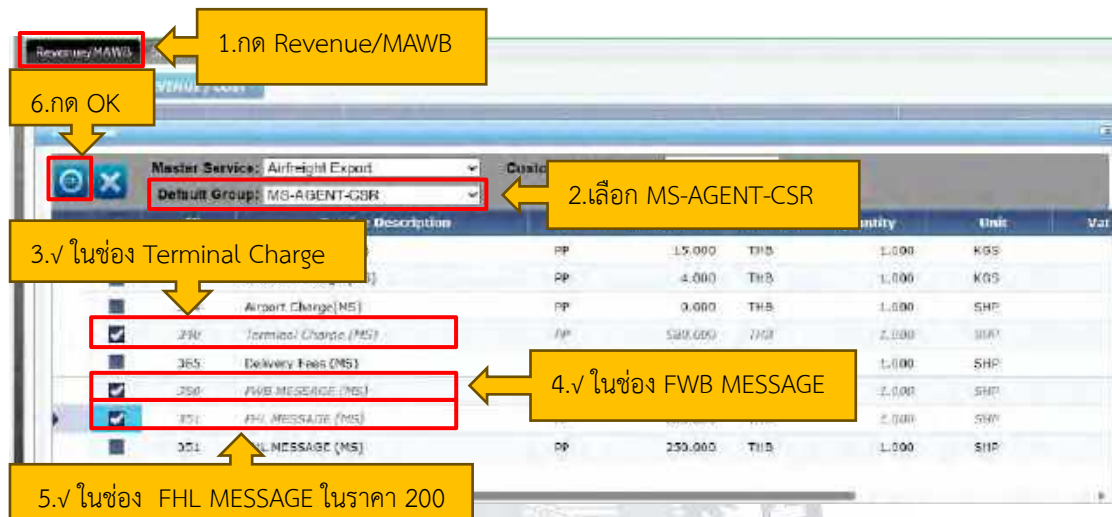 1.กด Revenue/MAWB
Revenue/MAWB
6.กด OK
Master Service: Airfreight Export
Default Group: MS-AGENT-CSR
2.เลือก MS-AGENT-CSR
Description Unit
3.√ ในช่อง Terminal Charge
PP 15.000 THB 1.000 KGS
PP 4.000 THB 1.000 KGS
Airport Charge(MS) PP 0.000 THB 1.000 SHP
Terminal Charge (MS)
365 Delivery Fees (MS) 1.000 SHP
4.√ ในช่อง FWB MESSAGE
FWB MESSAGE (MS) SHP
351 FHL MESSAGE (MS) SHP
351 MESSAGE (MS) PP 250.000 THB 1.000 SHP
5.√ ในช่อง FHL MESSAGE ในราคา 200